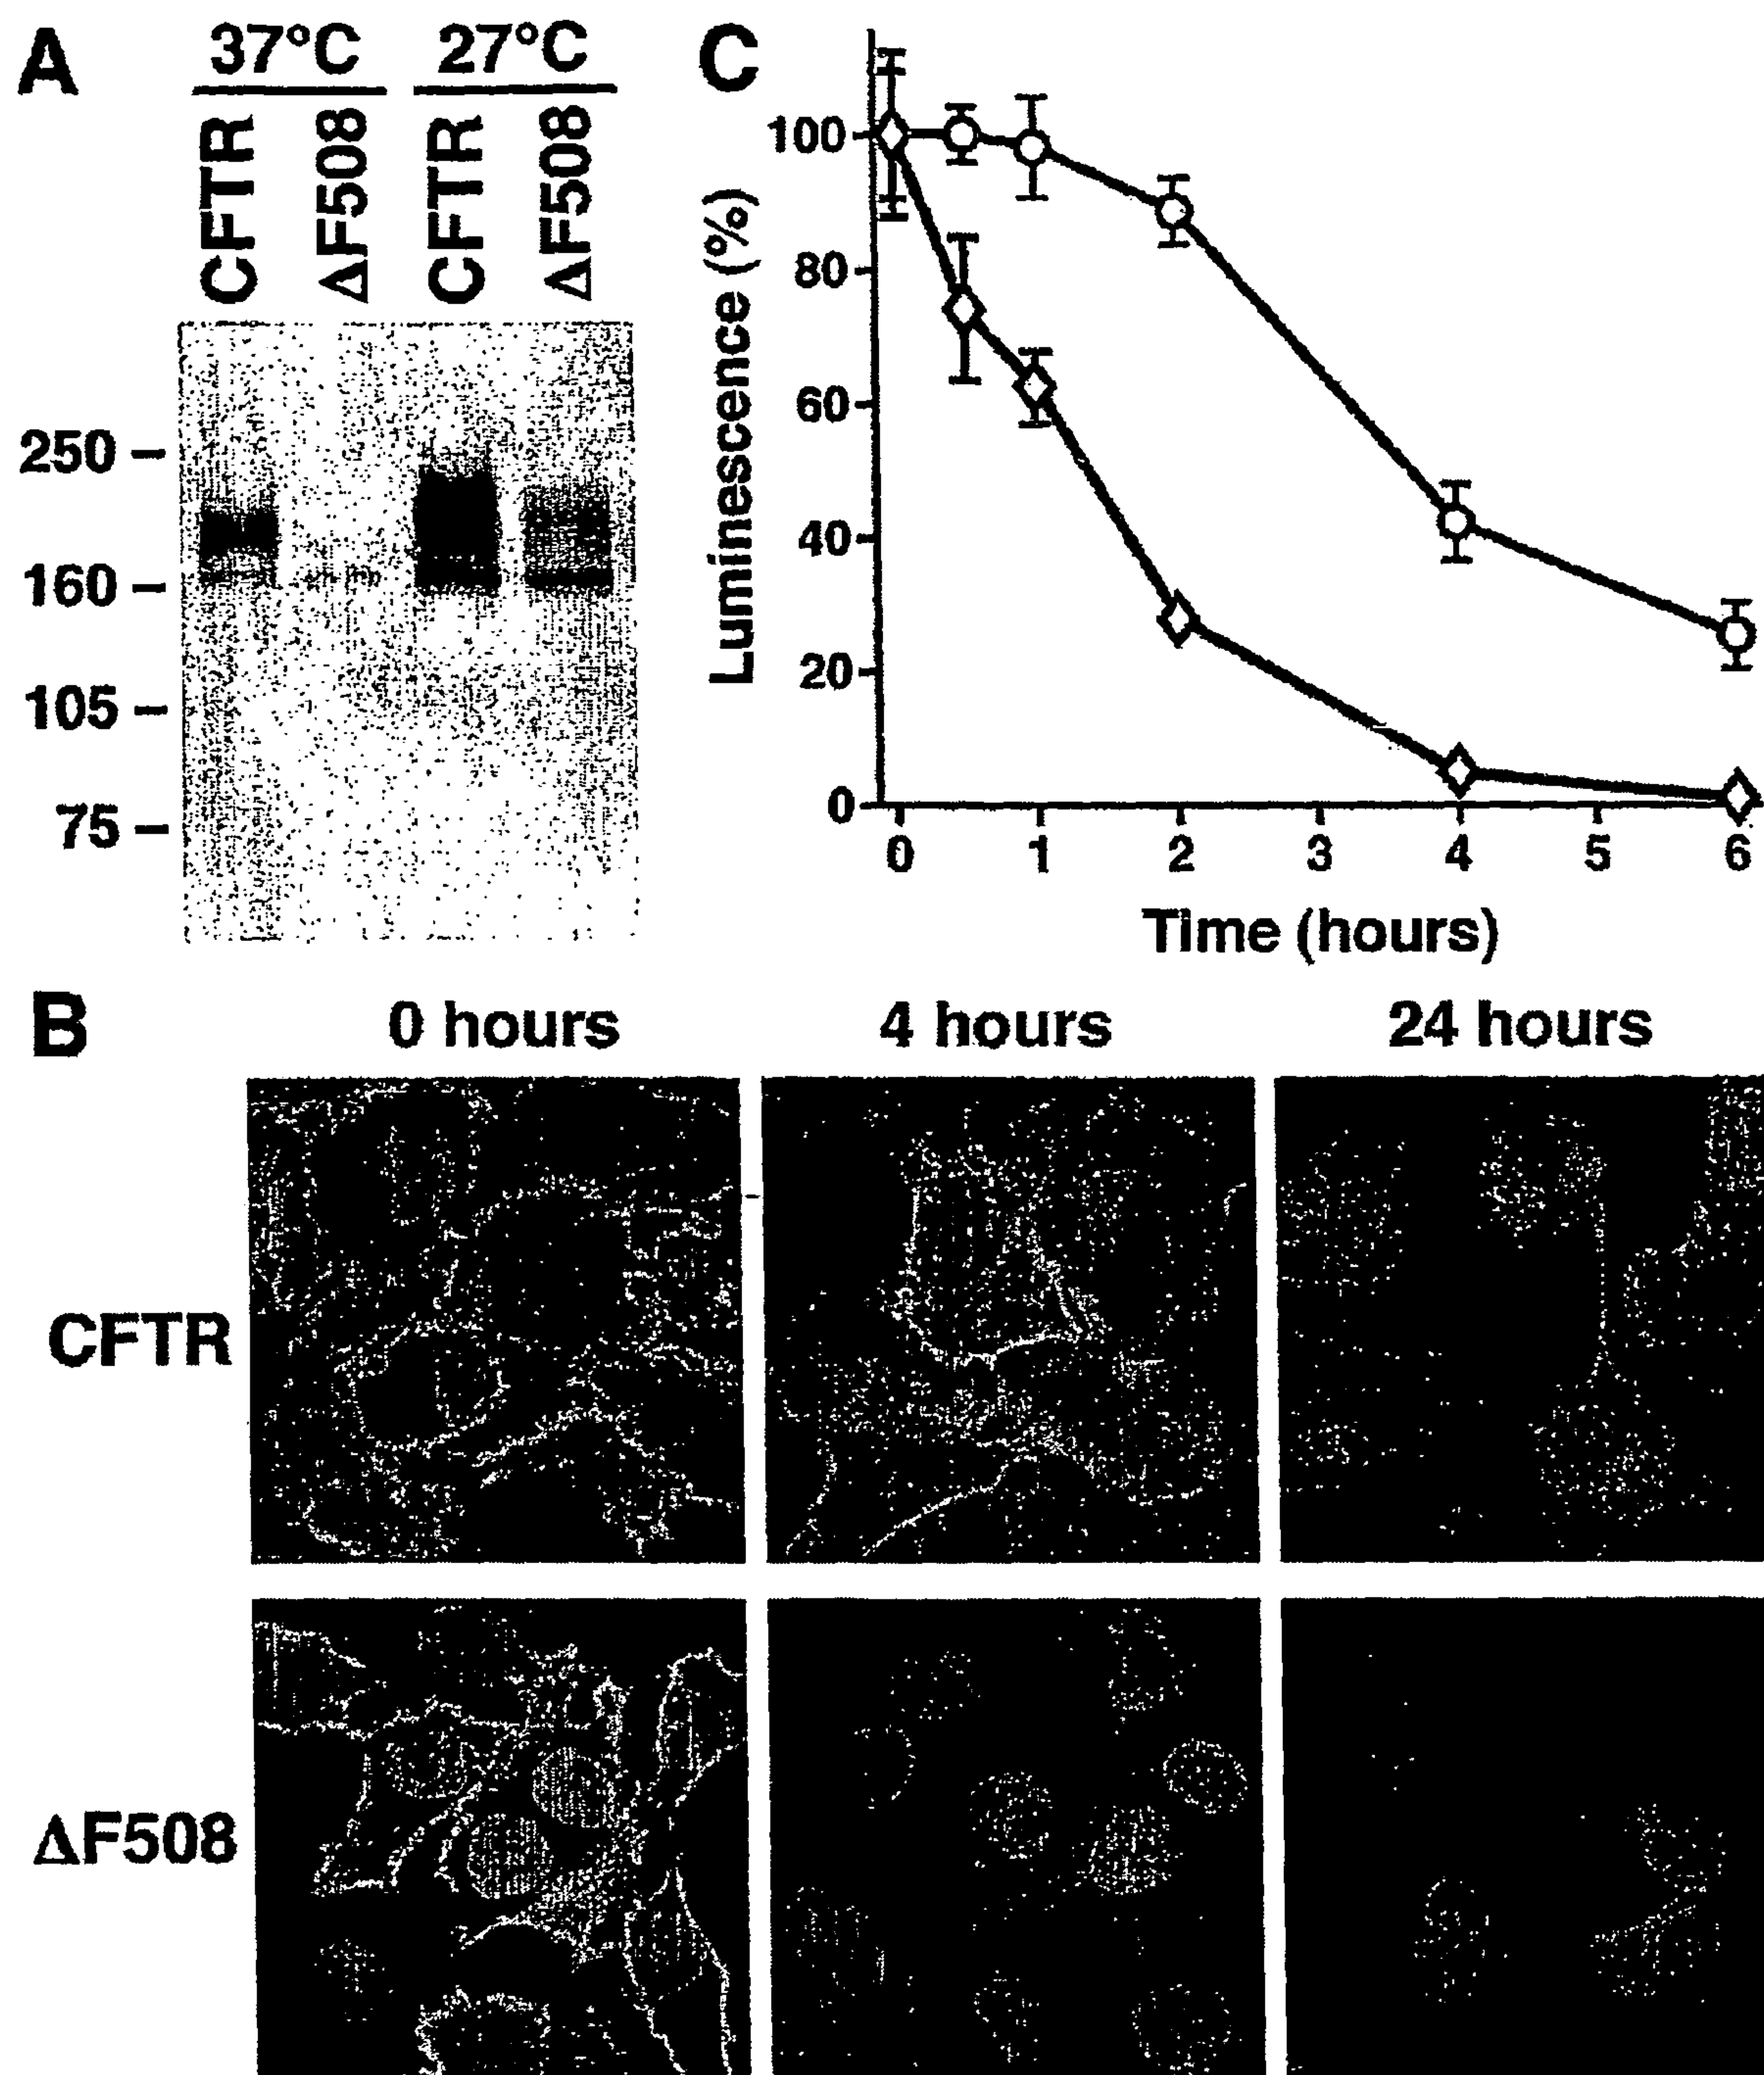 A
37°C 27°C
CFTR
ΔF508
CFTR
ΔF508
250
160
105
75
C
Luminescence (%)
100
80
60
40
20
0
0 1 2 3 4 5 6
Time (hours)
B
0 hours 4 hours 24 hours
CFTR
ΔF508